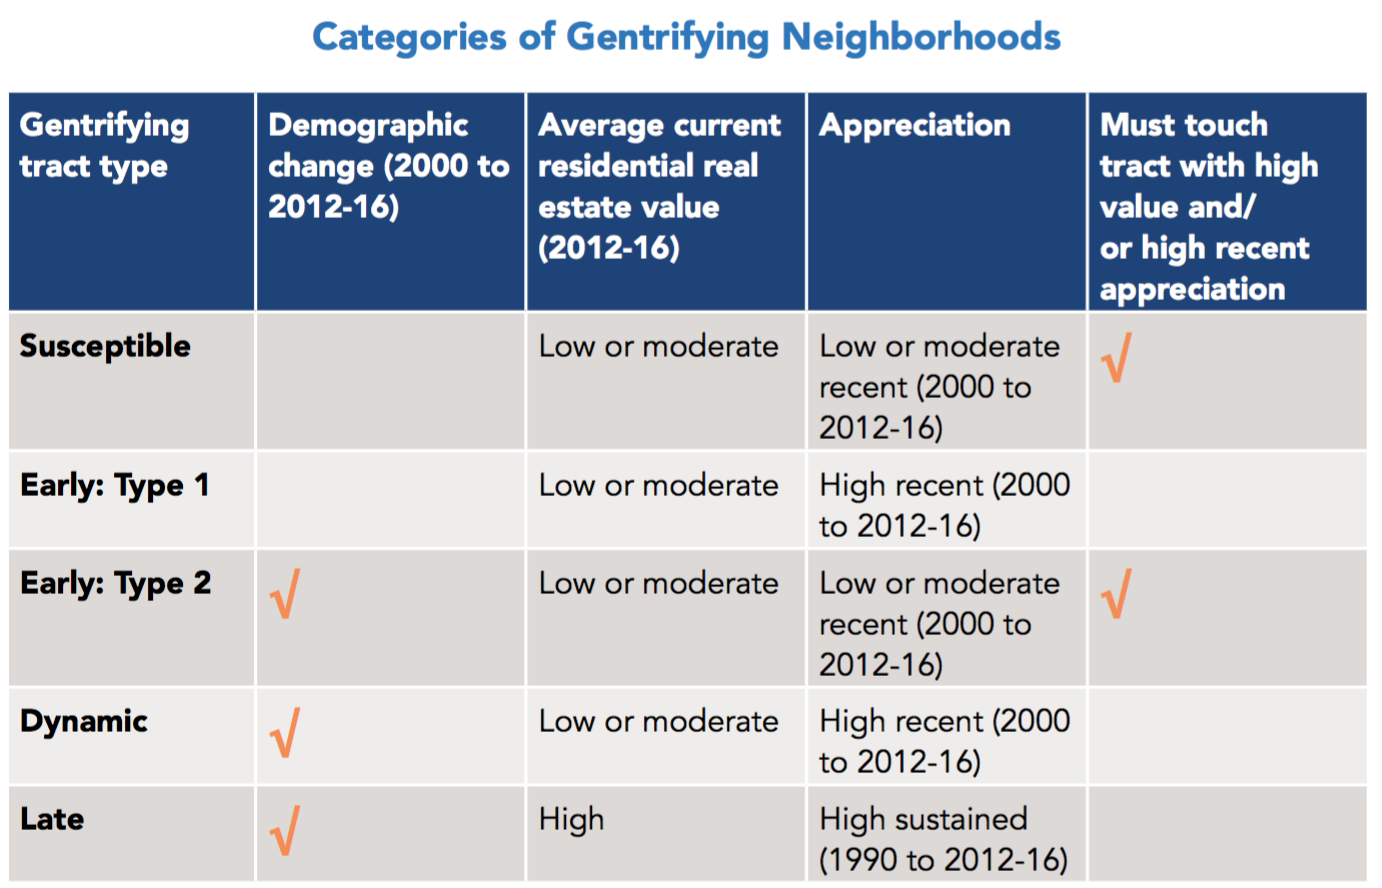 Categories of Gentrifying Neighborhoods
Gentrifying
tract type
Demographic
change (2000 to
2012-16)
Average current
residential real
estate value
(2012-16)
Appreciation
Must touch
tract with high
value and/
or high recent
appreciation
Susceptible
Low or moderate
Low or moderate
recent (2000 to
2012-16)
√
Early: Type 1
Low or moderate
High recent (2000
to 2012-16)
Early: Type 2
√
Low or moderate
Low or moderate
recent (2000 to
2012-16)
√
Dynamic
√
Low or moderate
High recent (2000
to 2012-16)
Late
√
High
High sustained
(1990 to 2012-16)